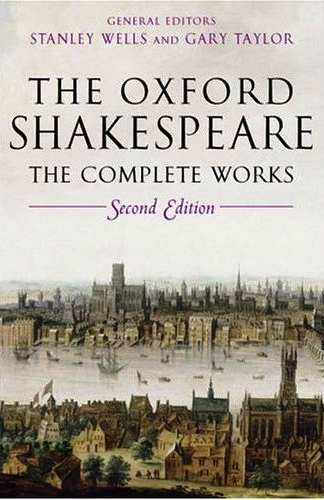 GENERAL EDITORS
STANLEY WELLS AND GARY TAYLOR
THE OXFORD
SHAKESPEARE
THE COMPLETE WORKS
Second Edition